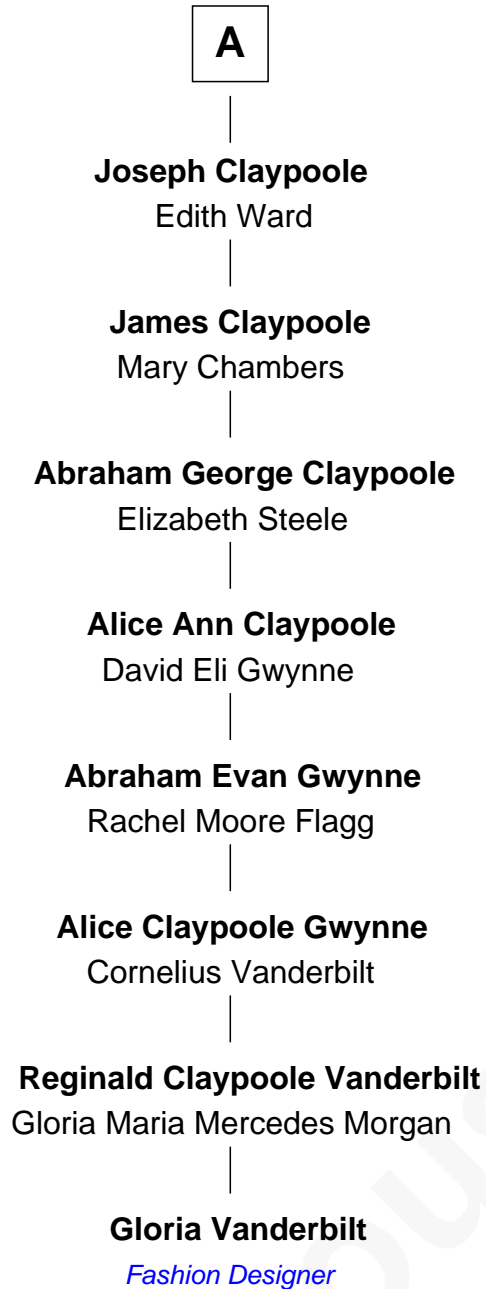 A
Joseph Claypoole
Edith Ward
James Claypoole
Mary Chambers
Abraham George Claypoole
Elizabeth Steele
Alice Ann Claypoole
David Eli Gwynne
Abraham Evan Gwynne
Rachel Moore Flagg
Alice Claypoole Gwynne
Cornelius Vanderbilt
Reginald Claypoole Vanderbilt
Gloria Maria Mercedes Morgan
Gloria Vanderbilt
Fashion Designer